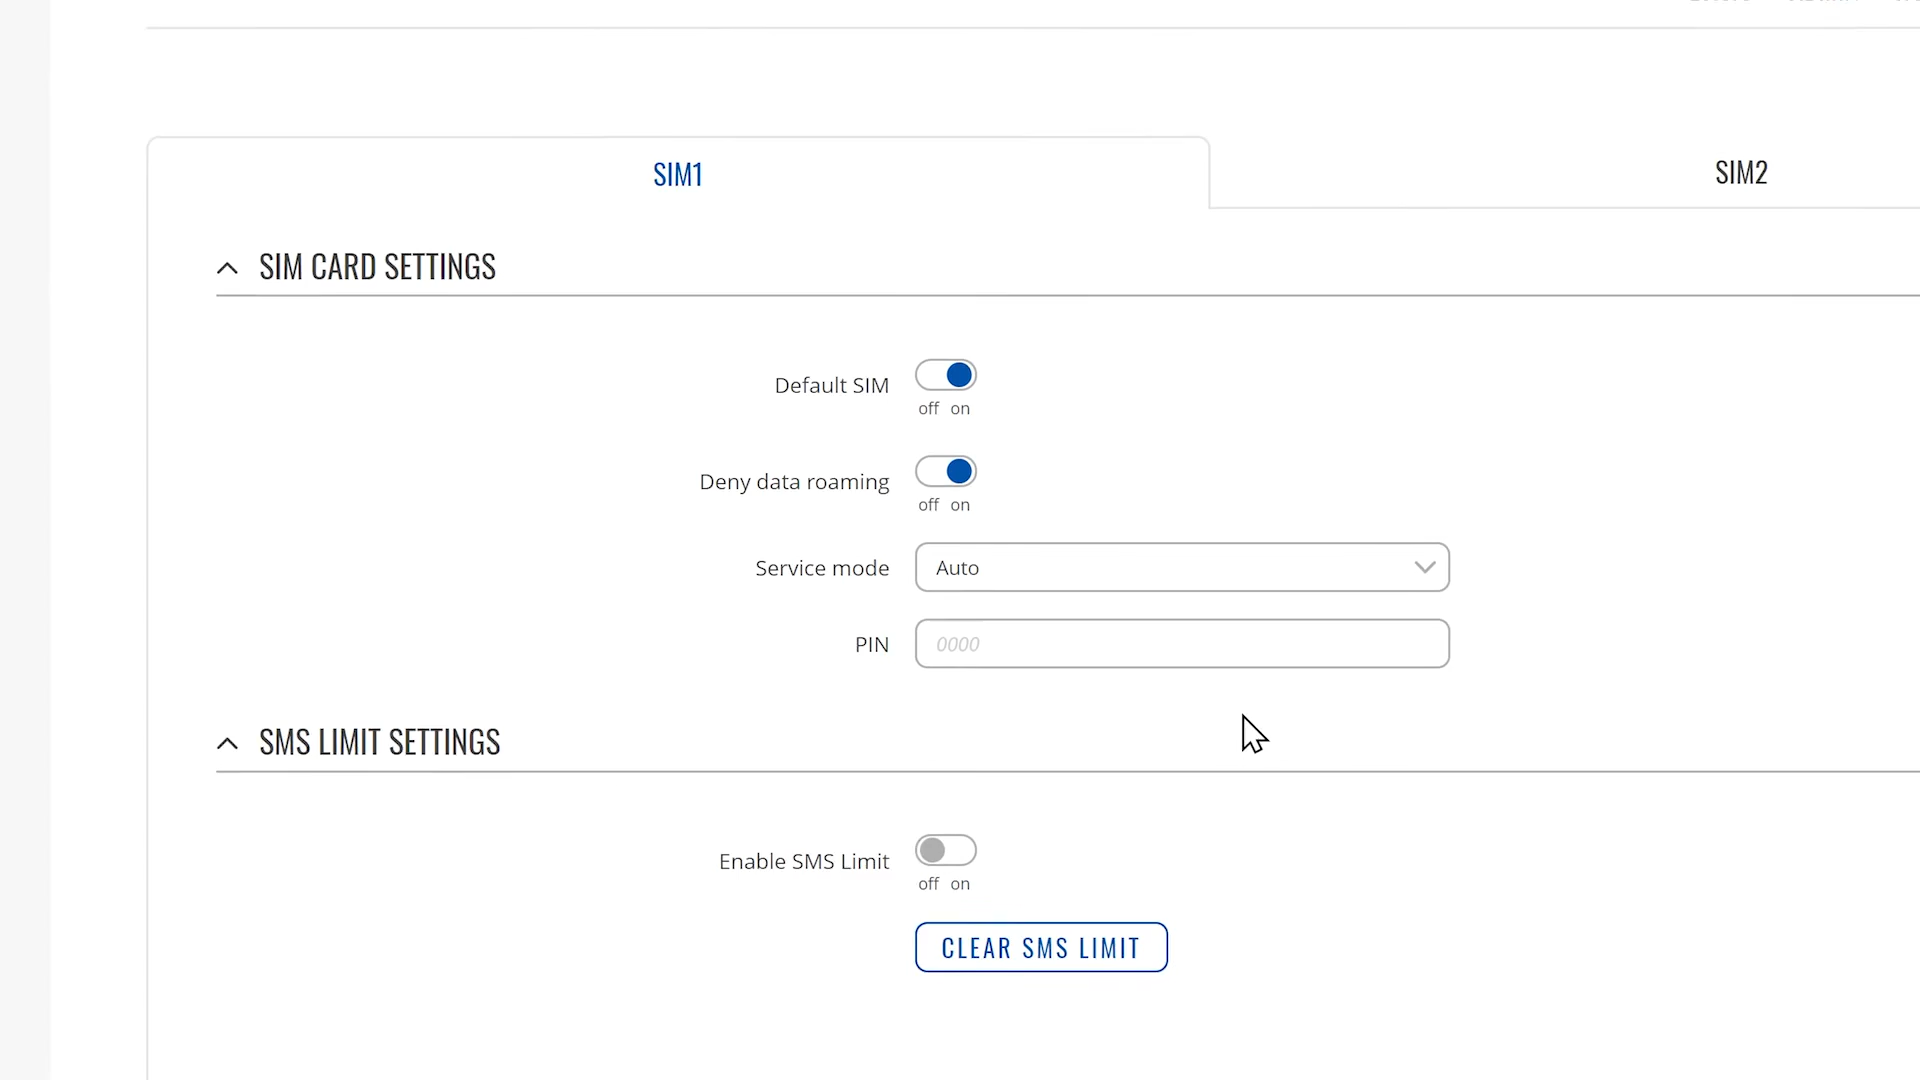 SIM1
SIM2
SIM CARD SETTINGS
Default SIM
off on
Deny data roaming
off on
Service mode
Auto
PIN
0000
SMS LIMIT SETTINGS
Enable SMS Limit
off on
CLEAR SMS LIMIT